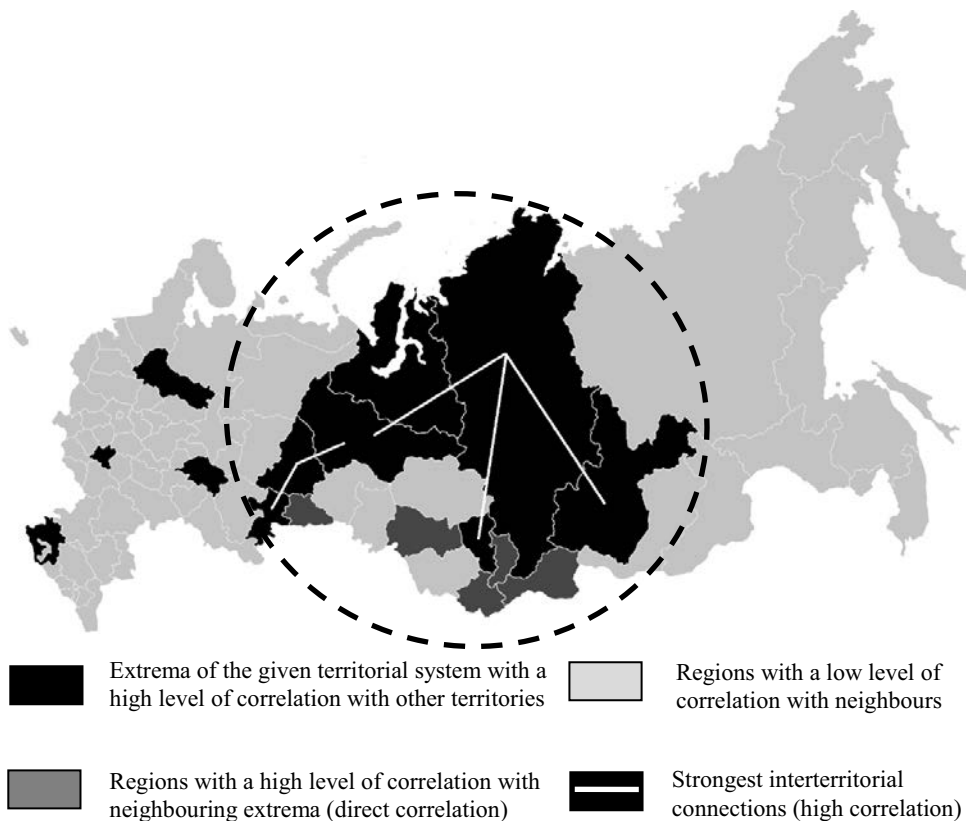 Extrema of the given territorial system with a
high level of correlation with other territories
Regions with a low level of
correlation with neighbours
Regions with a high level of correlation with
neighbouring extrema (direct correlation)
Strongest interterritorial
connections (high correlation)